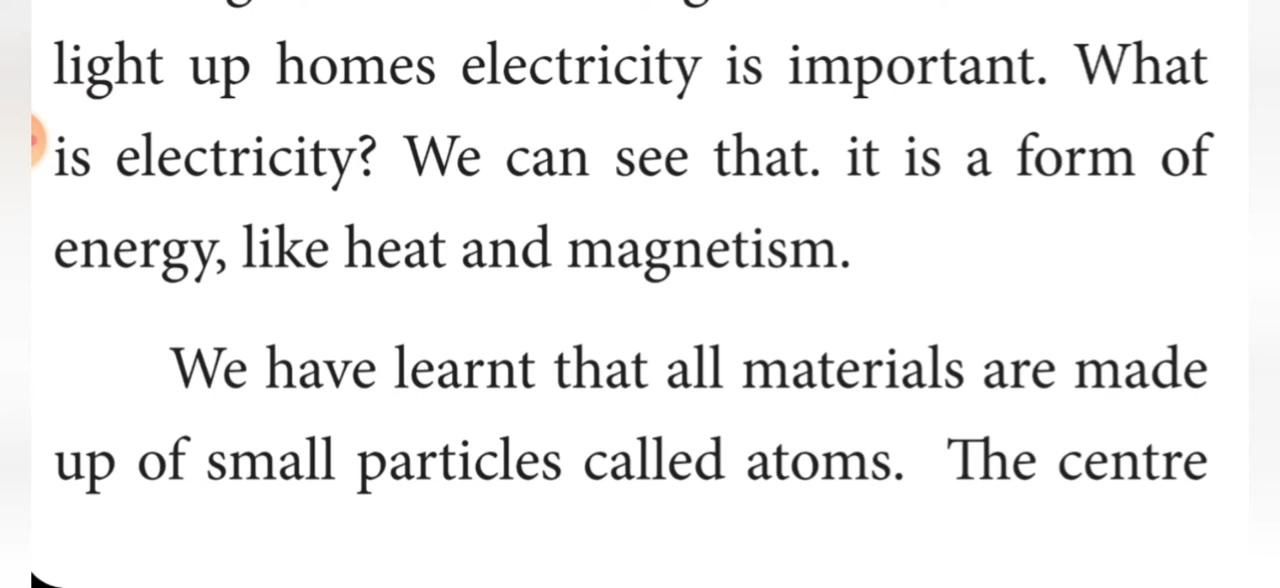 light up homes electricity is important. What
is electricity? We can see that. it is a form of
energy, like heat and magnetism.
We have learnt that all materials are made
up of small particles called atoms. The centre